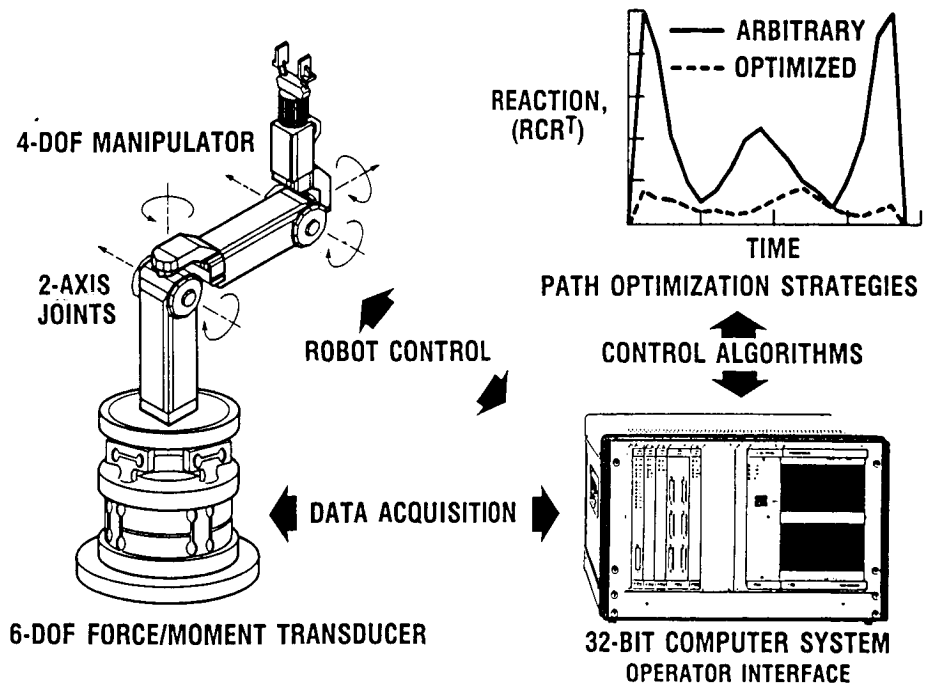 — ARBITRARY
---- OPTIMIZED
REACTION,
(RCRᵀ)
TIME
PATH OPTIMIZATION STRATEGIES
4-DOF MANIPULATOR
2-AXIS
JOINTS
ROBOT CONTROL
CONTROL ALGORITHMS
DATA ACQUISITION
6-DOF FORCE/MOMENT TRANSDUCER
32-BIT COMPUTER SYSTEM
OPERATOR INTERFACE